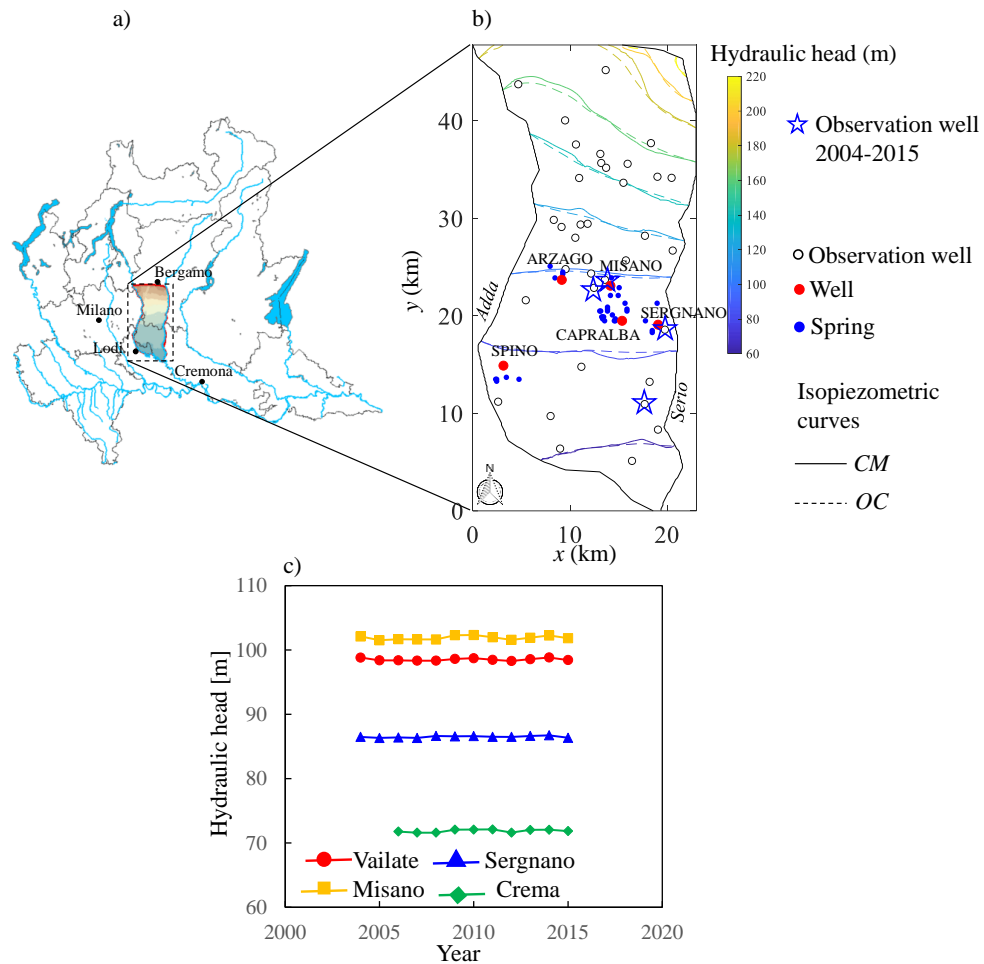 a)
Bergamo
Milano
Lodi
Cremona
b)
40
30
20
10
0
0
10
20
y (km)
x (km)
Adda
Serio
ARZAGO
MISANO
SERGNANO
CAPRALBA
SPINO
N
Hydraulic head (m)
220
200
180
160
140
120
100
80
60
Observation well
2004-2015
Observation well
Well
Spring
Isopiezometric
curves
CM
OC
c)
110
100
90
80
70
60
Hydraulic head [m]
2000
2005
2010
2015
2020
Year
Vailate
Sergnano
Misano
Crema